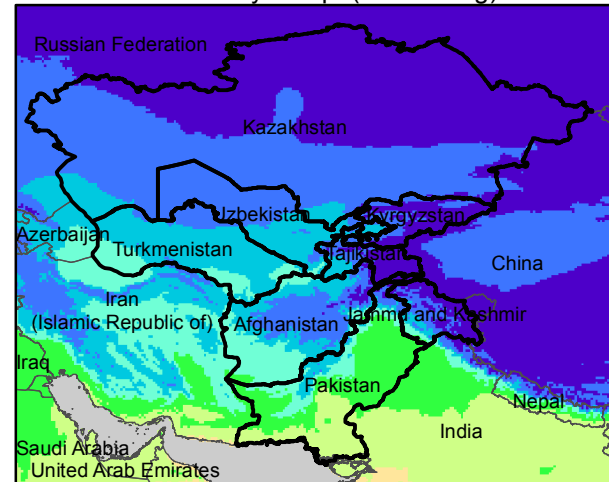 Russian Federation
Kazakhstan
Uzbekistan
Kyrgyzstan
Azerbaijan
Turkmenistan
Tajikistan
China
Iran
(Islamic Republic of)
Afghanistan
Jammu and Kashmir
Iraq
Pakistan
Nepal
India
Saudi Arabia
United Arab Emirates